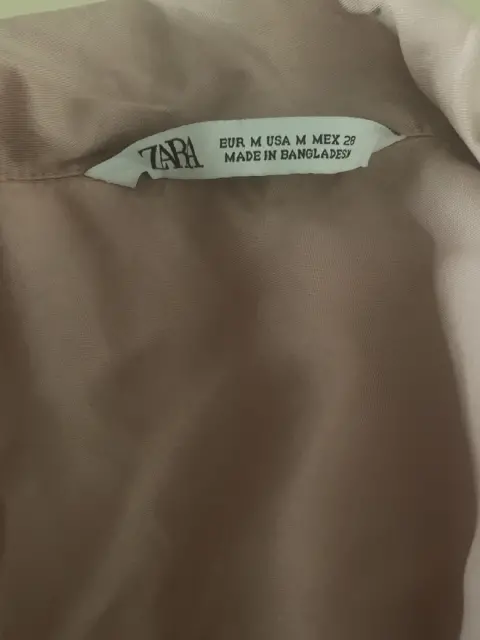 ZARA
EUR M USA M MEX 28
MADE IN BANGLADESH